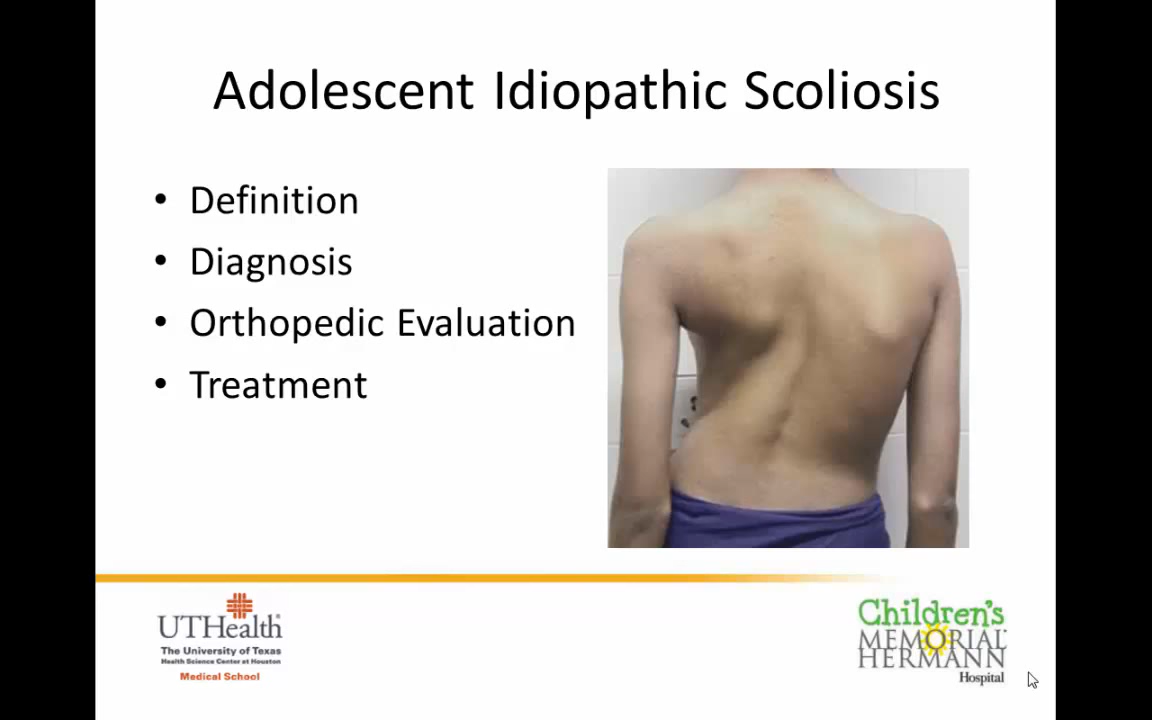 Adolescent Idiopathic Scoliosis
• Definition
• Diagnosis
• Orthopedic Evaluation
• Treatment
UTHealth
The University of Texas
Health Science Center at Houston
Medical School
Children's
MEMORIAL
HERMANN
Hospital